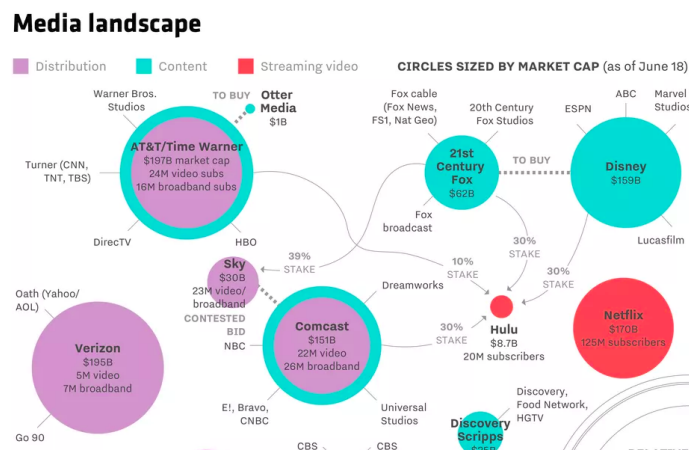 Media landscape
Distribution
Content
Streaming video
CIRCLES SIZED BY MARKET CAP (as of June 18)
Warner Bros.
Studios
TO BUY
Otter
Media
$1B
AT&T/Time Warner
$197B market cap
24M video subs
16M broadband subs
Turner (CNN,
TNT, TBS)
DirecTV
HBO
Fox cable
(Fox News,
FS1, Nat Geo)
20th Century
Fox Studios
21st
Century
Fox
$62B
Fox
broadcast
TO BUY
ESPN
ABC
Marvel
Studios
Disney
$159B
Lucasfilm
39%
STAKE
10%
STAKE
30%
STAKE
30%
STAKE
Sky
$30B
23M video/
broadband
CONTESTED
BID
Dreamworks
Oath (Yahoo/
AOL)
Verizon
$195B
5M video
7M broadband
Go 90
NBC
Comcast
$151B
22M video
26M broadband
30%
STAKE
Hulu
$8.7B
20M subscribers
Netflix
$170B
125M subscribers
E!, Bravo,
CNBC
Universal
Studios
Discovery,
Food Network,
HGTV
Discovery
Scripps
CBS
CBS